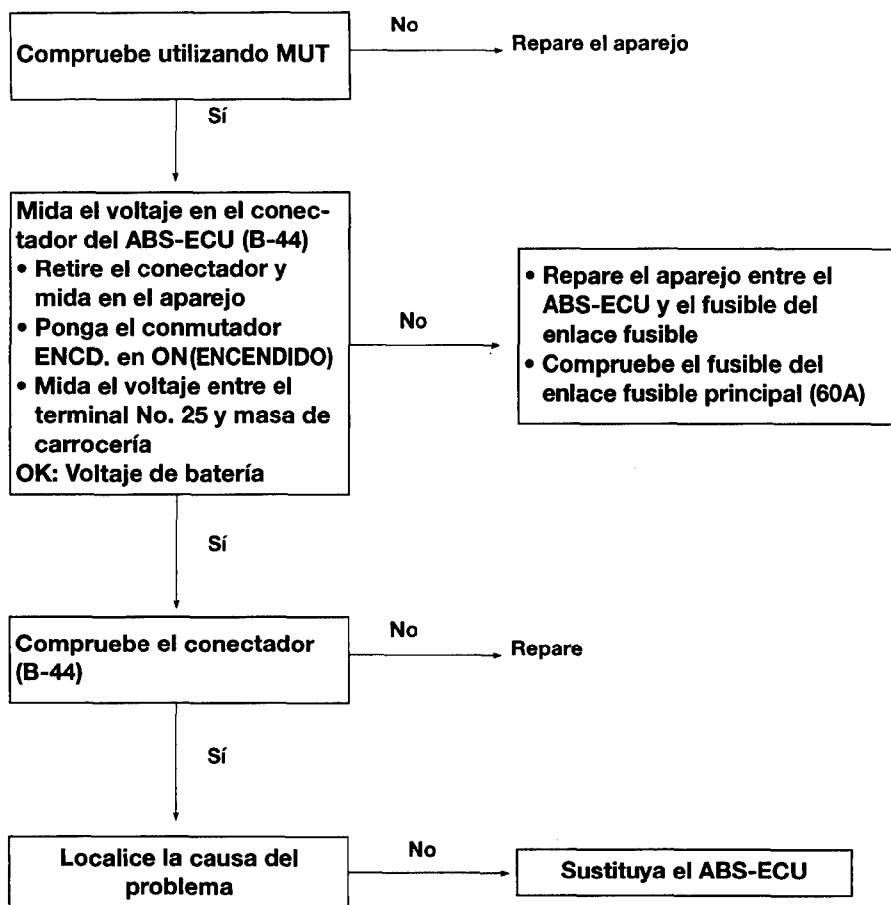 Compruebe utilizando MUT
No
Repare el aparejo
Sí
Mida el voltaje en el conec-
tador del ABS-ECU (B-44)
• Retire el conectador y
mida en el aparejo
• Ponga el conmutador
ENCD. en ON(ENCENDIDO)
• Mida el voltaje entre el
terminal No. 25 y masa de
carrocería
OK: Voltaje de batería
No
• Repare el aparejo entre el
ABS-ECU y el fusible del
enlace fusible
• Compruebe el fusible del
enlace fusible principal (60A)
Sí
Compruebe el conectador
(B-44)
No
Repare
Sí
Localice la causa del
problema
No
Sustituya el ABS-ECU